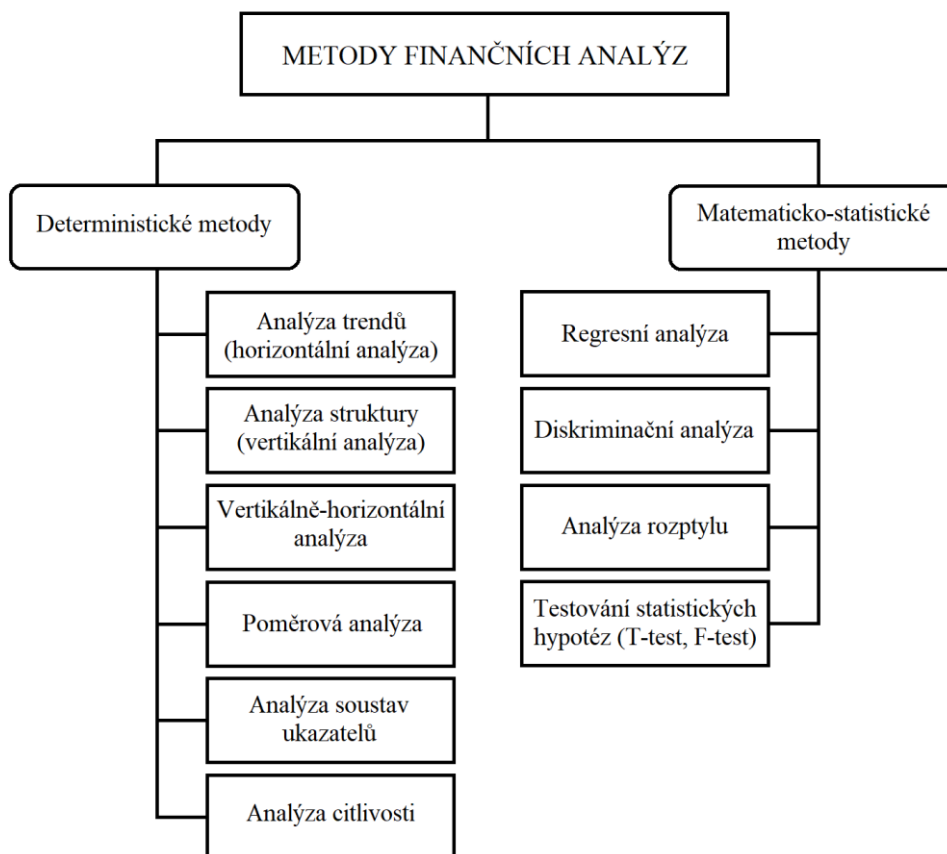 METODY FINANČNÍCH ANALÝZ
Deterministické metody
Analýza trendů
(horizontální analýza)
Analýza struktury
(vertikální analýza)
Vertikálně-horizontální
analýza
Poměrová analýza
Analýza soustav
ukazatelů
Analýza citlivosti
Matematicko-statistické
metody
Regresní analýza
Diskriminační analýza
Analýza rozptylu
Testování statistických
hypotéz (T-test, F-test)